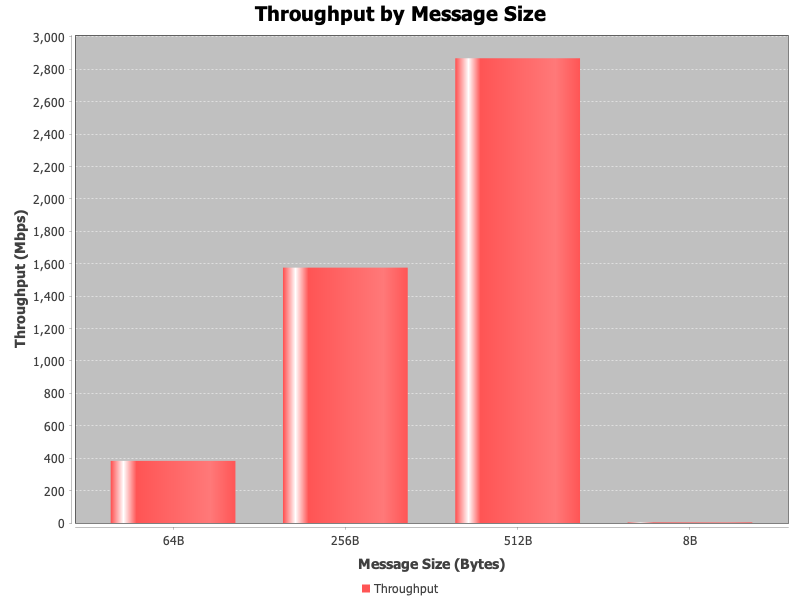 Throughput by Message Size
Throughput (Mbps)
3,000
2,800
2,600
2,400
2,200
2,000
1,800
1,600
1,400
1,200
1,000
800
600
400
200
0
64B
256B
512B
8B
Message Size (Bytes)
Throughput